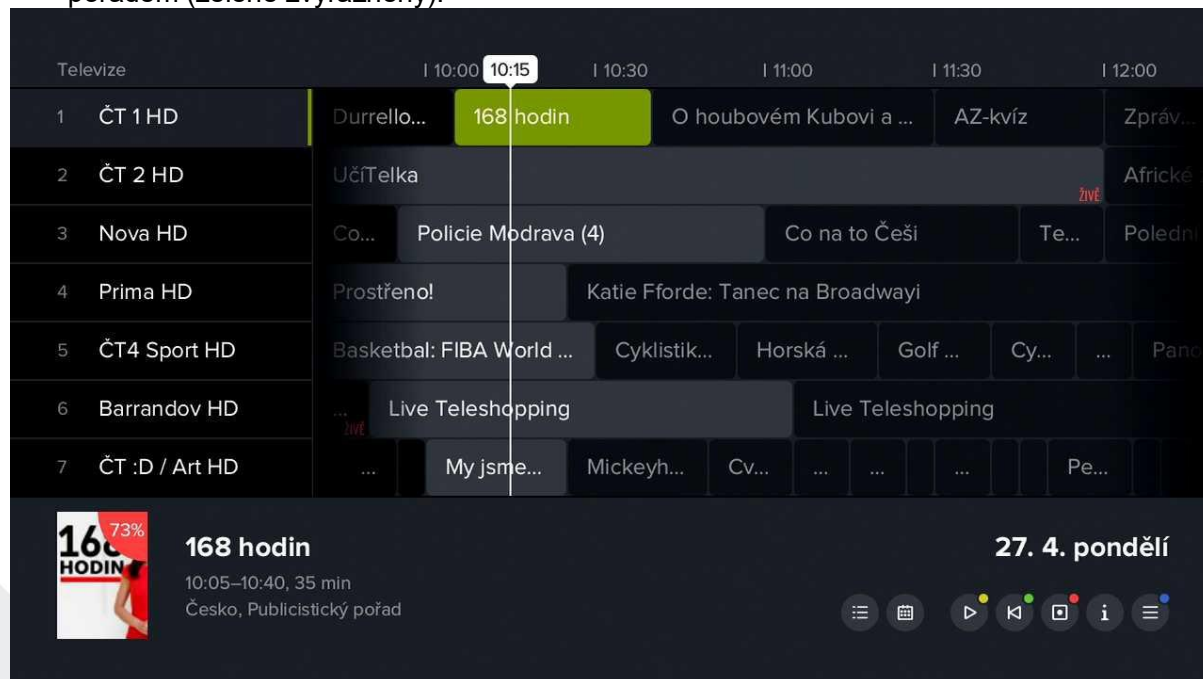 pořadem (zeleně zvýrazněný).
Televize | 10:00 10:15 | 10:30 | 11:00 | 11:30 | 12:00
1 ČT 1 HD Durrello... 168 hodin O houbovém Kubovi a ... AZ-kvíz Zpráv...
2 ČT 2 HD UčíTelka ŽIVĚ Africké
3 Nova HD Co... Policie Modrava (4) Co na to Češi Te... Poledni
4 Prima HD Prostřeno! Katie Fforde: Tanec na Broadwayi
5 ČT4 Sport HD Basketbal: FIBA World ... Cyklistik... Horská ... Golf ... Cy... ... Pano
6 Barrandov HD ... ŽIVĚ Live Teleshopping Live Teleshopping
7 ČT :D / Art HD ... My jsme... Mickeyh... Cv... ... ... ... Pe...
73%
168 HODIN
168 hodin
27. 4. pondělí
10:05–10:40, 35 min
Česko, Publicistický pořad